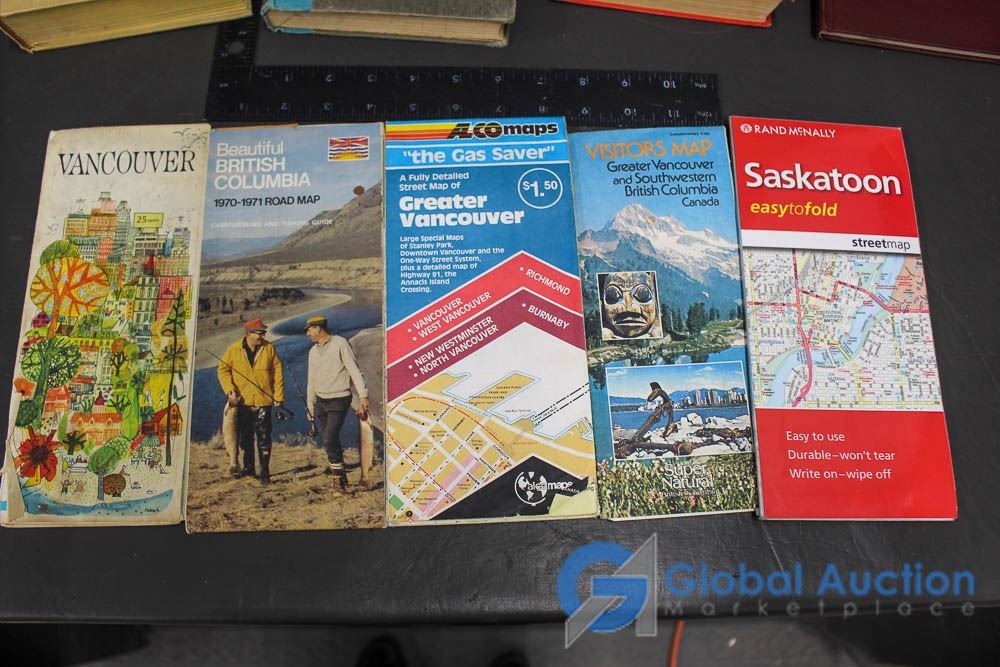 VANCOUVER
25 CENTS
Beautiful
BRITISH
COLUMBIA
1970-1971 ROAD MAP
CAMPGROUND AND FISHING GUIDE
ALCOmaps
"the Gas Saver"
A Fully Detailed
Street Map of
Greater
Vancouver
$1.50
Large Special Maps
of Stanley Park,
Downtown Vancouver and the
One-Way Street System,
plus a detailed map of
Highway 91, the
Annacis Island
Crossing.
• VANCOUVER
• WEST VANCOUVER
• RICHMOND
• NEW WESTMINSTER
• NORTH VANCOUVER
• BURNABY
Complimentary Copy
VISITORS MAP
Greater Vancouver
and Southwestern
British Columbia
Canada
Super
Natural
RAND McNALLY
Saskatoon
easytofold
streetmap
Easy to use
Durable–won't tear
Write on–wipe off
Global Auction
Marketplace